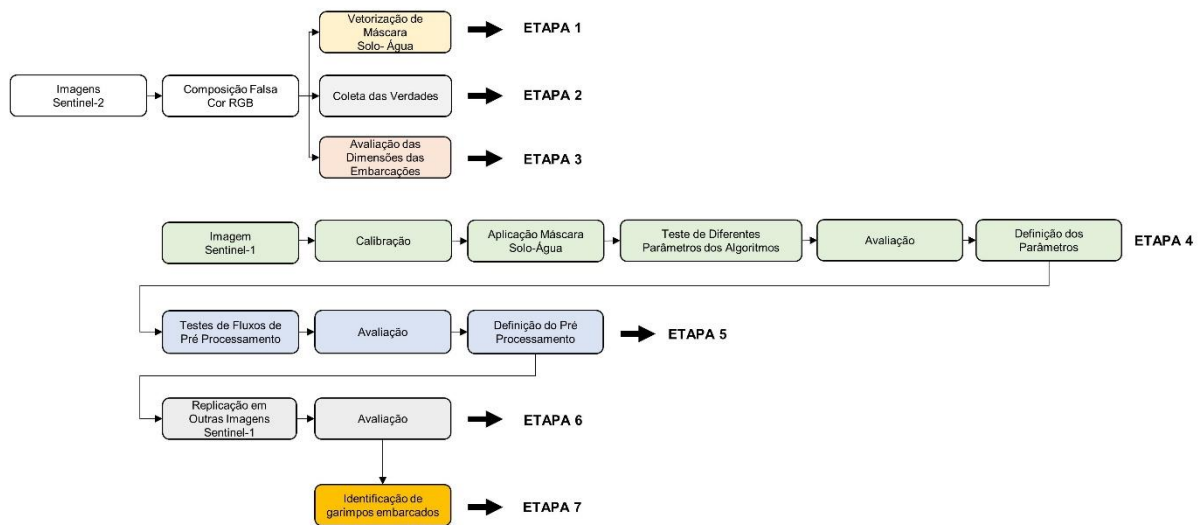 Vetorização de
Máscara
Solo- Água
ETAPA 1
Imagens
Sentinel-2
Composição Falsa
Cor RGB
Coleta das Verdades
ETAPA 2
Avaliação das
Dimensões das
Embarcações
ETAPA 3
Imagem
Sentinel-1
Calibração
Aplicação Máscara
Solo-Água
Teste de Diferentes
Parâmetros dos Algoritmos
Avaliação
Definição dos
Parâmetros
ETAPA 4
Testes de Fluxos de
Pré Processamento
Avaliação
Definição do Pré
Processamento
ETAPA 5
Replicação em
Outras Imagens
Sentinel-1
Avaliação
ETAPA 6
Identificação de
garimpos embarcados
ETAPA 7